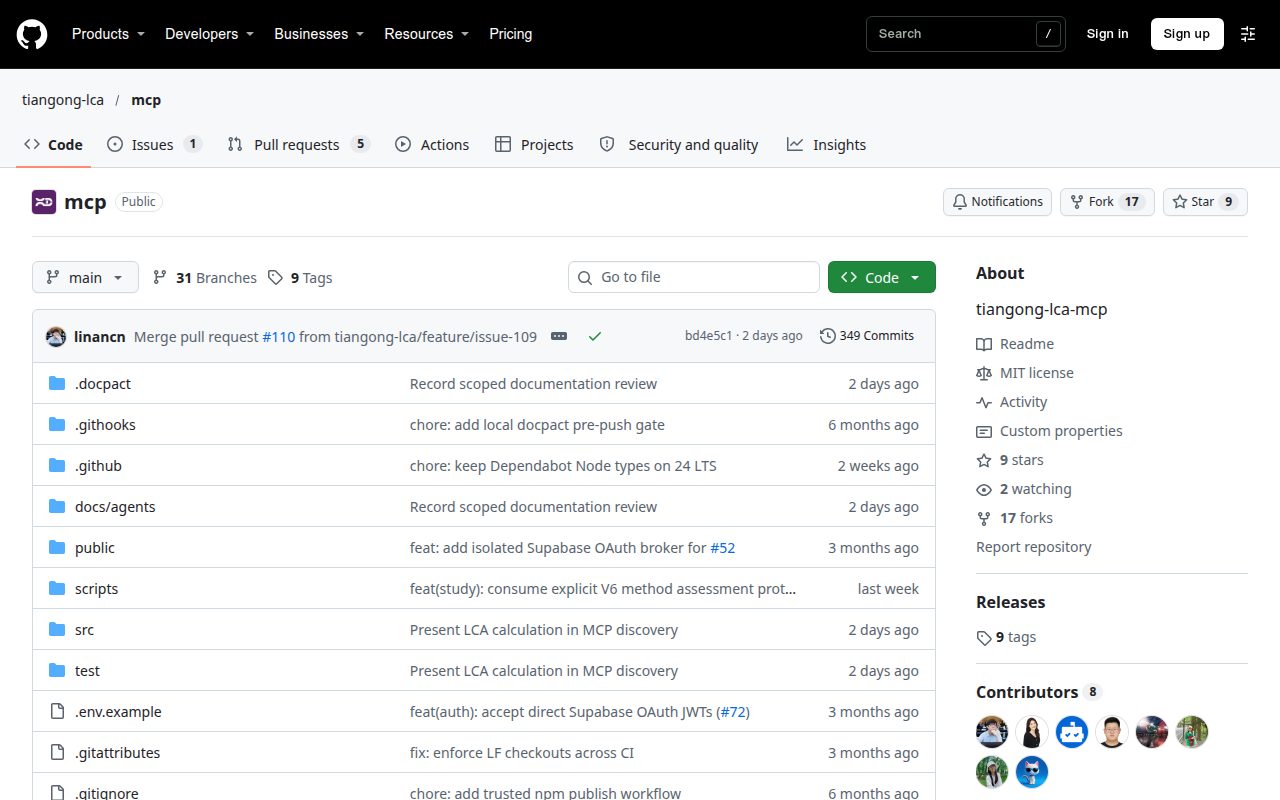 Products Developers Businesses Resources Pricing Search / Sign in Sign up
tiangong-lca / mcp
Code Issues 1 Pull requests 5 Actions Projects Security and quality Insights
mcp Public Notifications Fork 17 Star 9
main 31 Branches 9 Tags Go to file Code
linancn Merge pull request #110 from tiangong-lca/feature/issue-109 bd4e5c1 · 2 days ago 349 Commits
.docpact Record scoped documentation review 2 days ago
.githooks chore: add local docpact pre-push gate 6 months ago
.github chore: keep Dependabot Node types on 24 LTS 2 weeks ago
docs/agents Record scoped documentation review 2 days ago
public feat: add isolated Supabase OAuth broker for #52 3 months ago
scripts feat(study): consume explicit V6 method assessment prot... last week
src Present LCA calculation in MCP discovery 2 days ago
test Present LCA calculation in MCP discovery 2 days ago
.env.example feat(auth): accept direct Supabase OAuth JWTs (#72) 3 months ago
.gitattributes fix: enforce LF checkouts across CI 3 months ago
.gitignore chore: add trusted npm publish workflow 6 months ago
About
tiangong-lca-mcp
Readme
MIT license
Activity
Custom properties
9 stars
2 watching
17 forks
Report repository
Releases
9 tags
Contributors 8